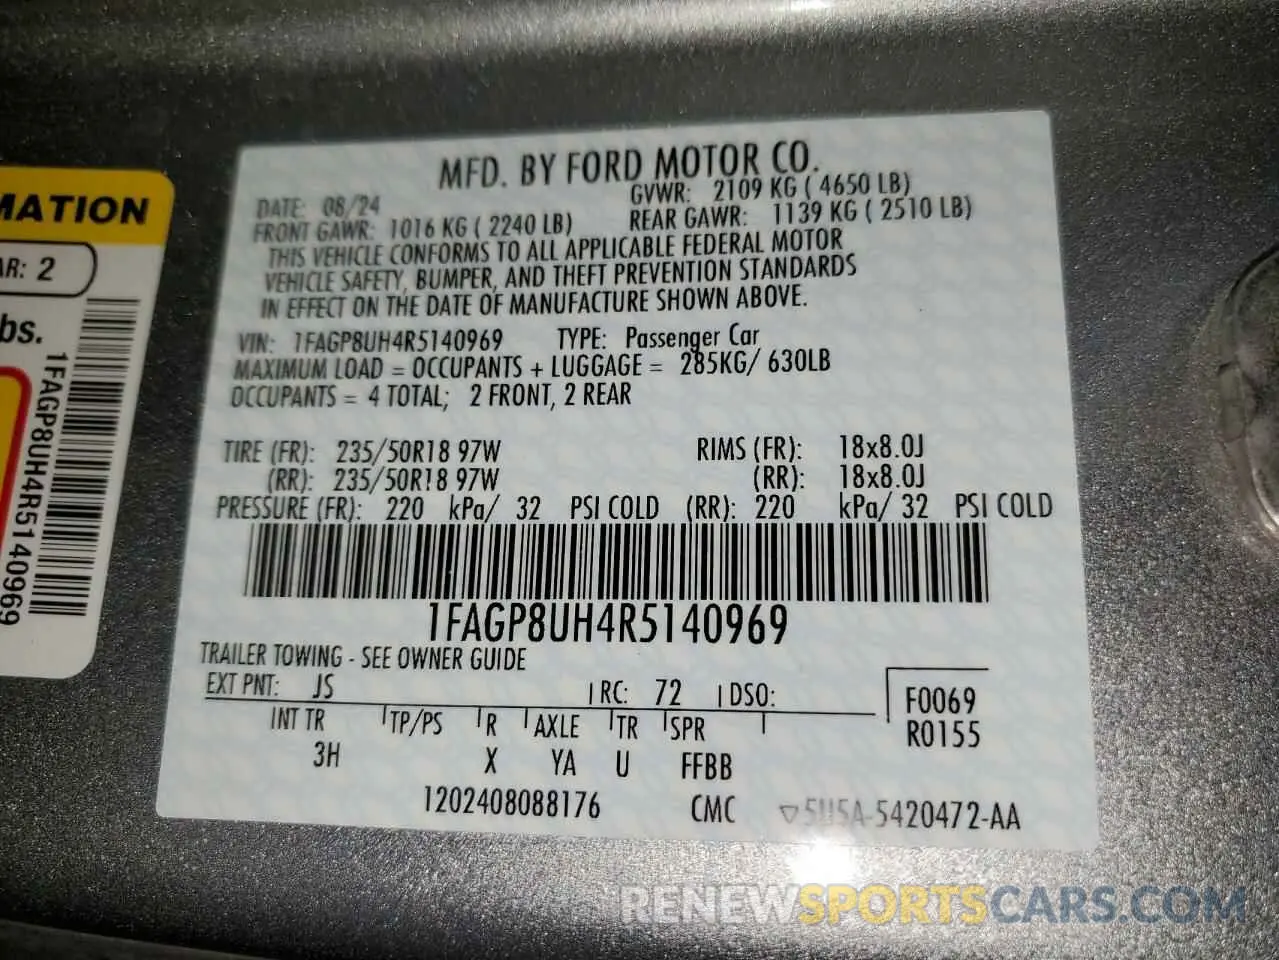 MFD. BY FORD MOTOR CO.
DATE: 08/24 GVWR: 2109 KG ( 4650 LB)
FRONT GAWR: 1016 KG ( 2240 LB) REAR GAWR: 1139 KG ( 2510 LB)
THIS VEHICLE CONFORMS TO ALL APPLICABLE FEDERAL MOTOR
VEHICLE SAFETY, BUMPER, AND THEFT PREVENTION STANDARDS
IN EFFECT ON THE DATE OF MANUFACTURE SHOWN ABOVE.
VIN: 1FAGP8UH4R5140969 TYPE: Passenger Car
MAXIMUM LOAD = OCCUPANTS + LUGGAGE = 285KG/ 630LB
OCCUPANTS = 4 TOTAL; 2 FRONT, 2 REAR
TIRE (FR): 235/50R18 97W RIMS (FR): 18x8.0J
(RR): 235/50R18 97W (RR): 18x8.0J
PRESSURE (FR): 220 kPa/ 32 PSI COLD (RR): 220 kPa/ 32 PSI COLD
1FAGP8UH4R5140969
TRAILER TOWING - SEE OWNER GUIDE
EXT PNT: JS RC: 72 DSO: F0069
INT TR TP/PS R AXLE TR SPR R0155
3H X YA U FFBB
1202408088176 CMC ▽5U5A-5420472-AA
MATION
AR: 2
bs.
1FAGP8UH4R5140969
RENEWSPORTSCARS.COM